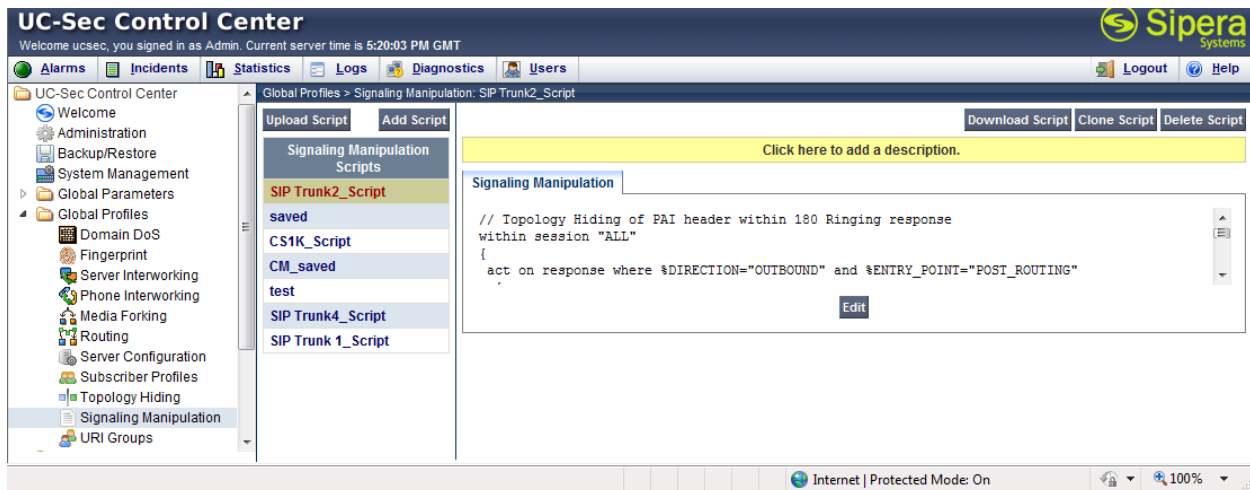 UC-Sec Control Center
Sipera
Systems
Welcome ucsec, you signed in as Admin. Current server time is 5:20:03 PM GMT
Alarms Incidents Statistics Logs Diagnostics Users Logout Help
UC-Sec Control Center
Welcome
Administration
Backup/Restore
System Management
Global Parameters
Global Profiles
Domain DoS
Fingerprint
Server Interworking
Phone Interworking
Media Forking
Routing
Server Configuration
Subscriber Profiles
Topology Hiding
Signaling Manipulation
URI Groups
Global Profiles > Signaling Manipulation: SIP Trunk2_Script
Upload Script Add Script
Signaling Manipulation
Scripts
SIP Trunk2_Script
saved
CS1K_Script
CM_saved
test
SIP Trunk4_Script
SIP Trunk 1_Script
Download Script Clone Script Delete Script
Click here to add a description.
Signaling Manipulation
// Topology Hiding of PAI header within 180 Ringing response
within session "ALL"
{
act on response where %DIRECTION="OUTBOUND" and %ENTRY_POINT="POST_ROUTING"
Edit
Internet | Protected Mode: On
100%